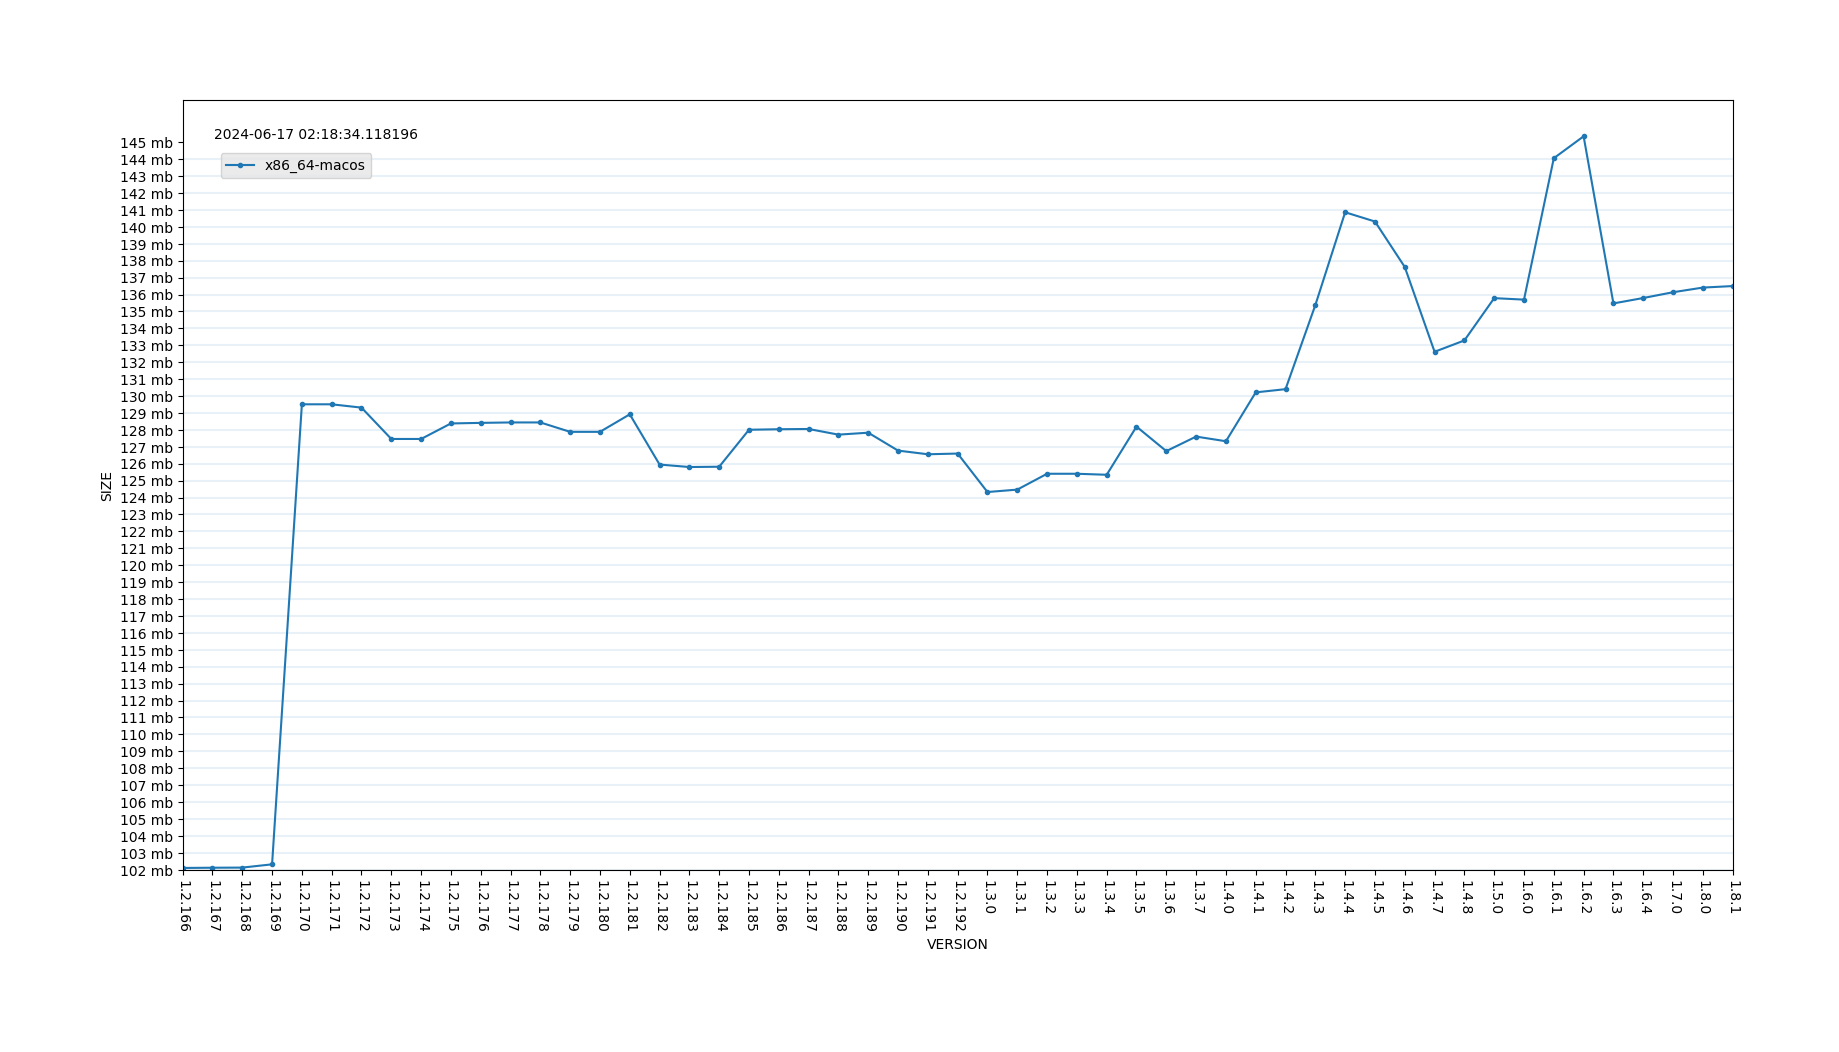 2024-06-17 02:18:34.118196
x86_64-macos
145 mb
144 mb
143 mb
142 mb
141 mb
140 mb
139 mb
138 mb
137 mb
136 mb
135 mb
134 mb
133 mb
132 mb
131 mb
130 mb
129 mb
128 mb
127 mb
126 mb
125 mb
124 mb
123 mb
122 mb
121 mb
120 mb
119 mb
118 mb
117 mb
116 mb
115 mb
114 mb
113 mb
112 mb
111 mb
110 mb
109 mb
108 mb
107 mb
106 mb
105 mb
104 mb
103 mb
102 mb
SIZE
1.2.166
1.2.167
1.2.168
1.2.169
1.2.170
1.2.171
1.2.172
1.2.173
1.2.174
1.2.175
1.2.176
1.2.177
1.2.178
1.2.179
1.2.180
1.2.181
1.2.182
1.2.183
1.2.184
1.2.185
1.2.186
1.2.187
1.2.188
1.2.189
1.2.190
1.2.191
1.2.192
1.3.0
1.3.1
1.3.2
1.3.3
1.3.4
1.3.5
1.3.6
1.3.7
1.4.0
1.4.1
1.4.2
1.4.3
1.4.4
1.4.5
1.4.6
1.4.7
1.4.8
1.5.0
1.6.0
1.6.1
1.6.2
1.6.3
1.6.4
1.7.0
1.8.0
1.8.1
VERSION